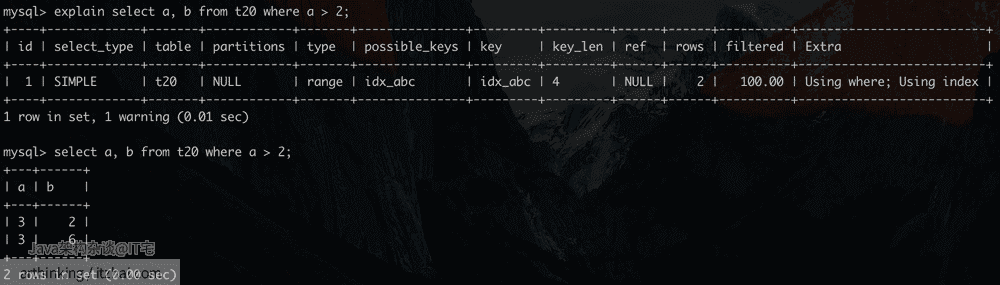 mysql> explain select a, b from t20 where a > 2;
+----+-------------+-------+------------+-------+---------------+---------+---------+------+------+----------+--------------------------+
| id | select_type | table | partitions | type | possible_keys | key | key_len | ref | rows | filtered | Extra |
+----+-------------+-------+------------+-------+---------------+---------+---------+------+------+----------+--------------------------+
| 1 | SIMPLE | t20 | NULL | range | idx_abc | idx_abc | 4 | NULL | 2 | 100.00 | Using where; Using index |
+----+-------------+-------+------------+-------+---------------+---------+---------+------+------+----------+--------------------------+
1 row in set, 1 warning (0.01 sec)
mysql> select a, b from t20 where a > 2;
+---+------+
| a | b |
+---+------+
| 3 | 2 |
| 3 | 6 |
Java架构杂谈@IT宅
+---+------+
2 rows in set (0.00 sec)